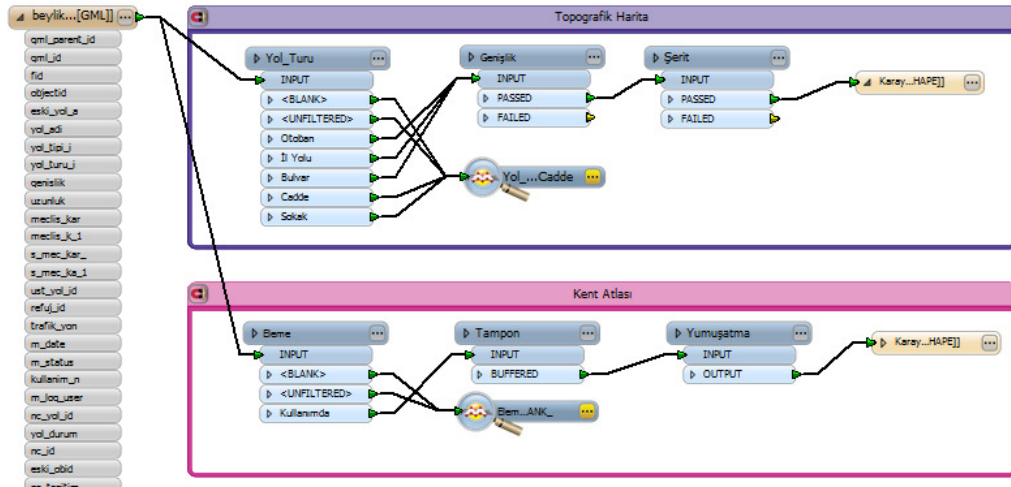 beylik...[GML]]
gml_parent_id
gml_id
fid
objectid
eski_yol_a
yol_adi
yol_tipi_i
yol_turu_i
genislik
uzunluk
meclis_kar
meclis_k_1
s_mec_kar_
s_mec_ka_1
ust_yol_id
refuj_id
trafik_yon
m_date
m_status
kullanim_n
m_log_user
nc_yol_id
yol_durum
nc_id
eski_objd
Topografik Harita
Yol_Turu
INPUT
<BLANK>
<UNFILTERED>
Otoban
İl Yolu
Bulvar
Cadde
Sokak
Genişlik
INPUT
PASSED
FAILED
Şerit
INPUT
PASSED
FAILED
Karay...HAPE]]
Yol_...Cadde
Kent Atlası
Eleme
INPUT
<BLANK>
<UNFILTERED>
Kullanımda
Tampon
INPUT
BUFFERED
Yumuşatma
INPUT
OUTPUT
Karay...HAPE]]
Elem...ANK_